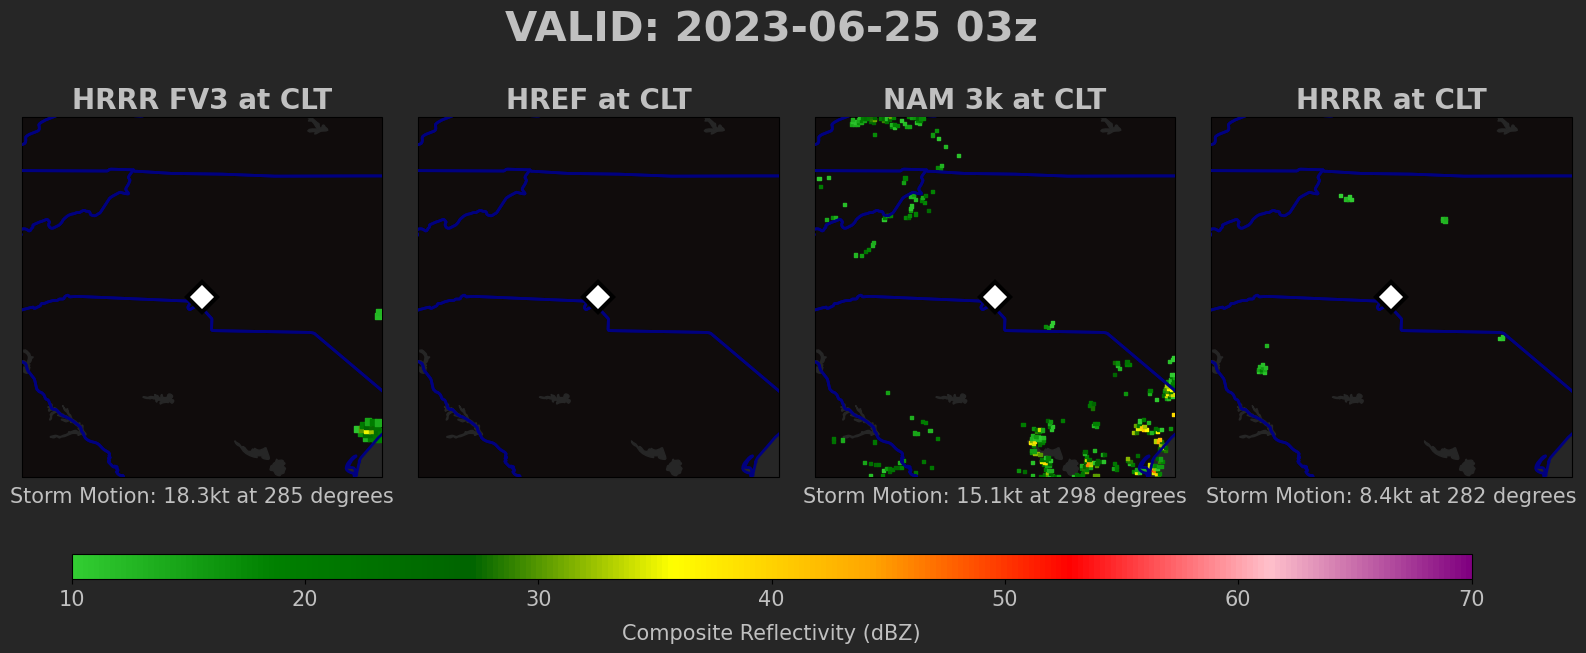 VALID: 2023-06-25 03z
HRRR FV3 at CLT
HREF at CLT
NAM 3k at CLT
HRRR at CLT
Storm Motion: 18.3kt at 285 degrees
Storm Motion: 15.1kt at 298 degrees
Storm Motion: 8.4kt at 282 degrees
10 20 30 40 50 60 70
Composite Reflectivity (dBZ)